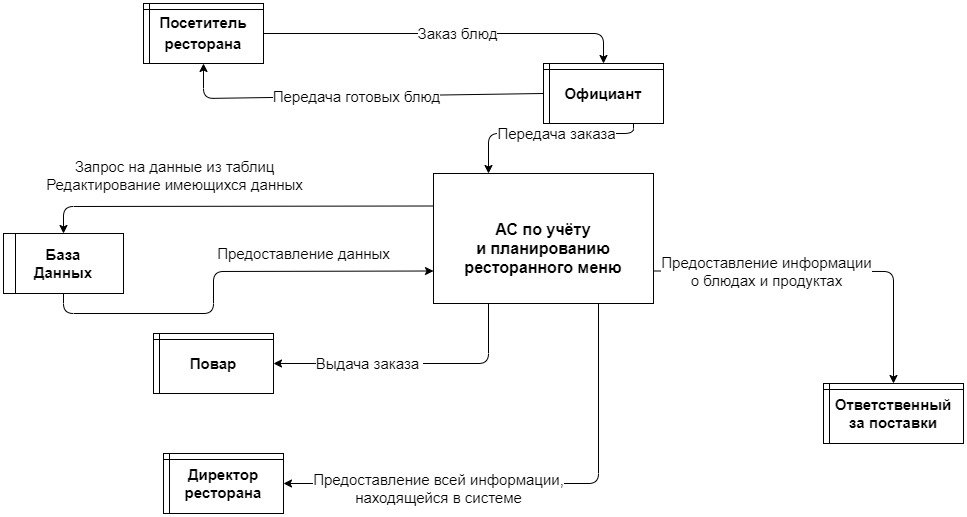 Посетитель
ресторана
Заказ блюд
Официант
Передача готовых блюд
Передача заказа
Запрос на данные из таблиц
Редактирование имеющихся данных
АС по учёту
и планированию
ресторанного меню
База
Данных
Предоставление данных
Предоставление информации
о блюдах и продуктах
Повар
Выдача заказа
Ответственный
за поставки
Директор
ресторана
Предоставление всей информации,
находящейся в системе